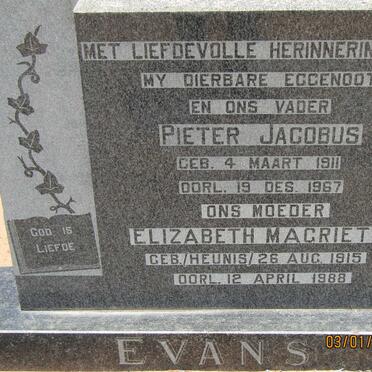 MET LIEFDEVOLLE HERINNERIN
MY DIERBARE EGGENOOT
EN ONS VADER
PIETER JACOBUS
GEB. 4 MAART 1911
OORL. 19 DES. 1967
ONS MOEDER
ELIZABETH MAGRIET
GEB./HEUNIS/26 AUG. 1915
OORL. 12 APRIL 1988
GOD IS
LIEFDE
EVANS
03/01/